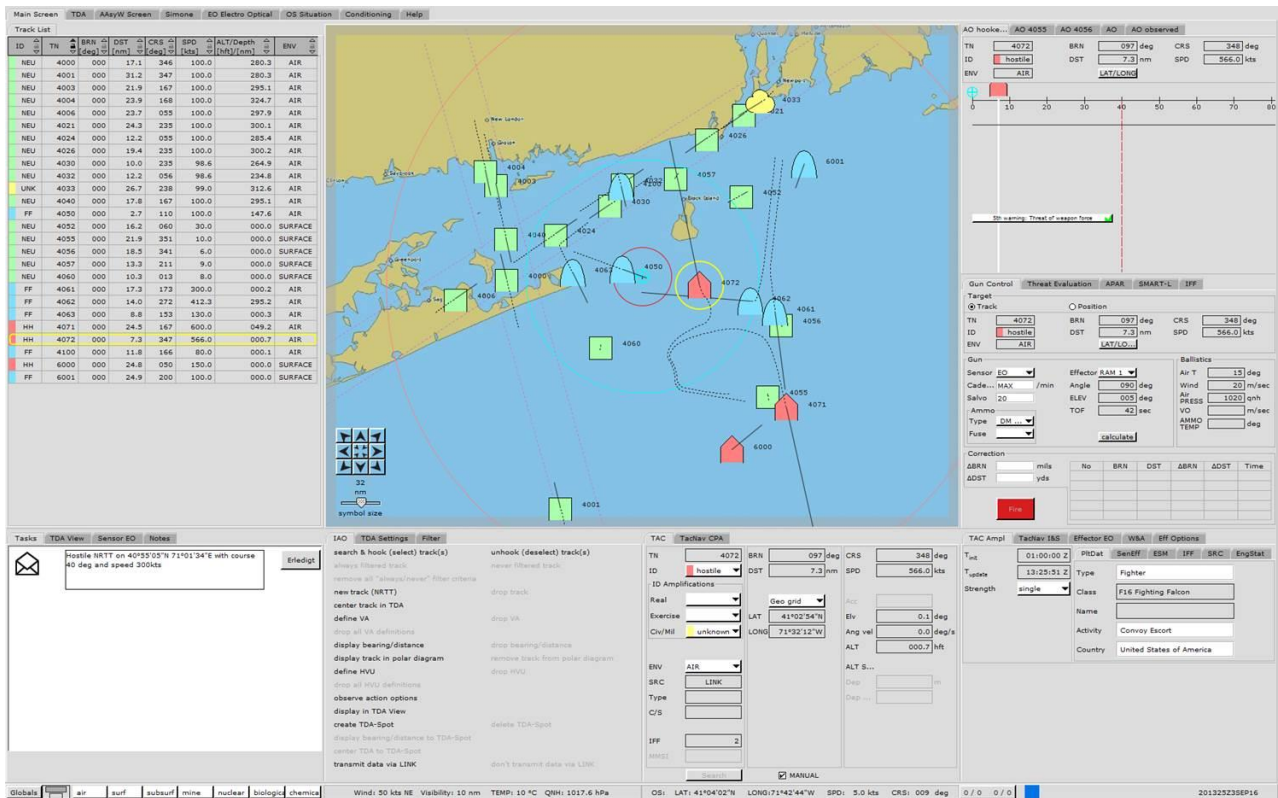 Main Screen TDA AAsyW Screen Simone EO Electro Optical OS Situation Conditioning Help
Track List
ID TN BRN [deg] DST [nm] CRS [deg] SPD [kts] ALT/Depth [hft]/[nm] ENV
NEU 4000 000 17.1 346 100.0 280.3 AIR
NEU 4001 000 31.2 347 100.0 280.3 AIR
NEU 4003 000 21.9 167 100.0 295.1 AIR
NEU 4004 000 23.9 168 100.0 324.7 AIR
NEU 4006 000 23.7 055 100.0 297.9 AIR
NEU 4021 000 24.3 235 100.0 300.1 AIR
NEU 4024 000 12.2 055 100.0 285.4 AIR
NEU 4026 000 19.4 235 100.0 300.2 AIR
NEU 4030 000 10.0 235 98.6 264.9 AIR
NEU 4032 000 12.2 056 98.6 234.8 AIR
UNK 4033 000 26.7 238 99.0 312.6 AIR
NEU 4040 000 17.8 167 100.0 295.1 AIR
FF 4050 000 2.7 110 100.0 147.6 AIR
NEU 4052 000 16.2 060 30.0 000.0 SURFACE
NEU 4055 000 21.9 351 10.0 000.0 SURFACE
NEU 4056 000 18.5 341 6.0 000.0 SURFACE
NEU 4057 000 13.3 211 9.0 000.0 SURFACE
NEU 4060 000 10.3 013 8.0 000.0 SURFACE
FF 4061 000 17.3 173 300.0 000.2 AIR
FF 4062 000 14.0 272 412.3 295.2 AIR
FF 4063 000 8.8 153 130.0 000.3 AIR
HH 4071 000 24.5 167 600.0 049.2 AIR
HH 4072 000 7.3 347 566.0 000.7 AIR
FF 4100 000 11.8 166 80.0 000.1 AIR
HH 6000 000 24.8 050 150.0 000.0 SURFACE
FF 6001 000 24.9 200 100.0 000.0 SURFACE
New London
Groton
Block Island
Greenport
4033
4026
6001
4004
4003
4057
4052
4030
4024
4040
4063
4050
4072
4062
4061
4056
4006
4060
4055
4071
6000
4001
32
nm
symbol size
AO hooke... AO 4055 AO 4056 AO AO observed
TN 4072 BRN 097 deg CRS 348 deg
ID hostile DST 7.3 nm SPD 566.0 kts
ENV AIR LAT/LONG
0 10 20 30 40 50 60 70 80
5th warning: Threat of weapon force
Gun Control Threat Evaluation APAR SMART-L IFF
Target
Track Position
TN 4072 BRN 097 deg CRS 348 deg
ID hostile DST 7.3 nm SPD 566.0 kts
ENV AIR LAT/LO...
Gun Ballistics
Sensor EO Effector RAM 1 Air T 15 deg
Cade... MAX /min Angle 090 deg Wind 20 m/sec
Salvo 20 ELEV 005 deg Air PRESS 1020 qnh
Ammo TOF 42 sec VO m/sec
Type DM ... AMMO TEMP deg
Fuse calculate
Correction
ΔBRN mils No BRN DST ΔBRN ΔDST Time
ΔDST yds
Fire
Tasks TDA View Sensor EO Notes
Hostile NRTT on 40°55'05"N 71°01'34"E with course
40 deg and speed 300kts
Erledigt
IAO TDA Settings Filter
search & hook (select) track(s) unhook (deselect) track(s)
always filtered track never filtered track
remove all "always/never" filter criteria
new track (NRTT) drop track
center track in TDA
define VA drop VA
drop all VA definitions
display bearing/distance drop bearing/distance
display track in polar diagram remove track from polar diagram
define HVU drop HVU
drop all HVU definitions
observe action options
display in TDA View
create TDA-Spot delete TDA-Spot
display bearing/distance to TDA-Spot
center TDA to TDA-Spot
transmit data via LINK don't transmit data via LINK
TAC TacNav CPA
TN 4072 BRN 097 deg CRS 348 deg
ID hostile DST 7.3 nm SPD 566.0 kts
ID Amplifications
Real Geo grid Acc
Exercise LAT 41°02'54"N Elv 0.1 deg
Civ/Mil unknown LONG 71°32'12"W Ang vel 0.0 deg/s
ALT 000.7 hft
ENV AIR ALT S...
SRC LINK Dep m
Type Dep ...
C/S
IFF 2
MMSI
Search MANUAL
TAC Ampl TacNav I&S Effector EO W&A Eff Options
T init 01:00:00 Z
T update 13:25:51 Z
Strength single
PltDat SenEff ESM IFF SRC EngStat
Type Fighter
Class F16 Fighting Falcon
Name
Activity Convoy Escort
Country United States of America
Globals air surf subsurf mine nuclear biologic chemical
Wind: 50 kts NE Visibility: 10 nm TEMP: 10 °C QNH: 1017.6 hPa
OS: LAT: 41°04'02"N LONG:71°42'44"W SPD: 5.0 kts CRS: 009 deg
0 / 0 0 / 0
201325Z3SEP16